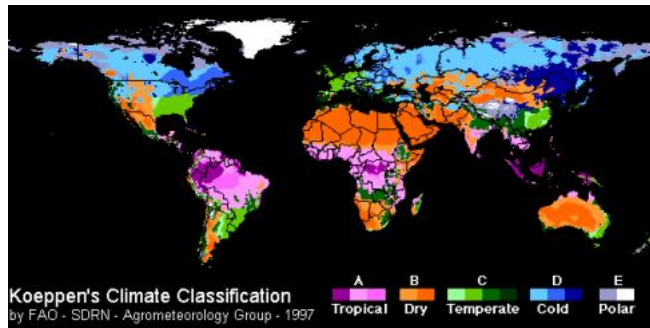 Koeppen's Climate Classification
by FAO - SDRN - Agrometeorology Group - 1997
A B C D E
Tropical Dry Temperate Cold Polar